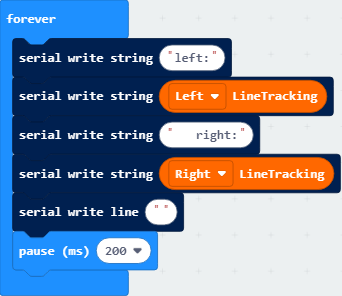 forever
serial write string "left:"
serial write string Left LineTracking
serial write string "   right:"
serial write string Right LineTracking
serial write line " "
pause (ms) 200